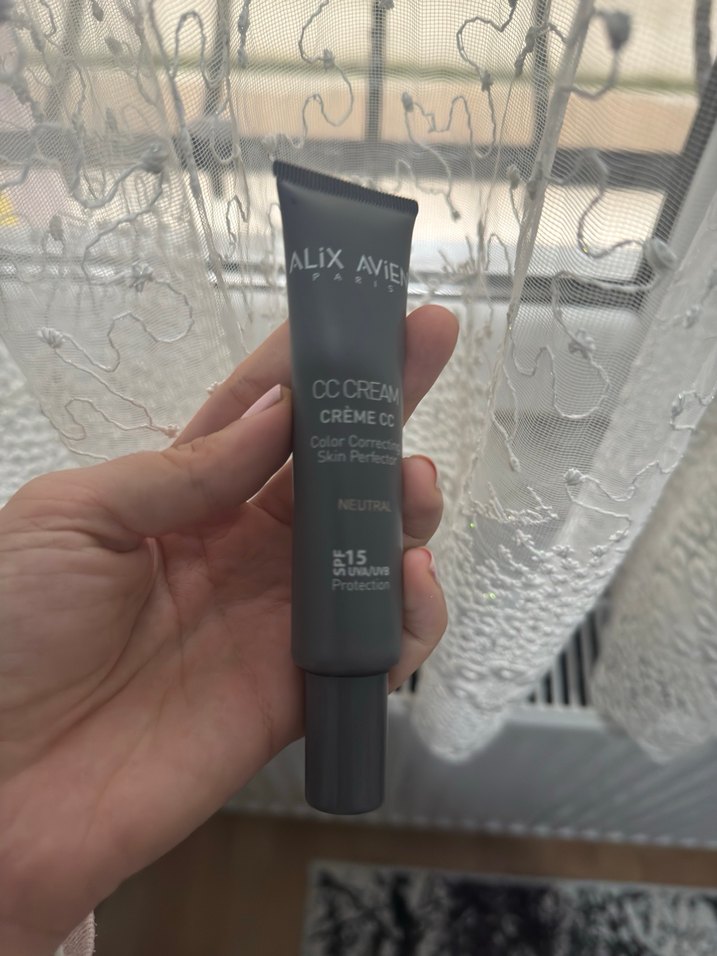 ALiX AViEN
PARIS
CC CREAM
CRÈME CC
Color Correcting
Skin Perfector
NEUTRAL
SPF 15
UVA/UVB
Protection